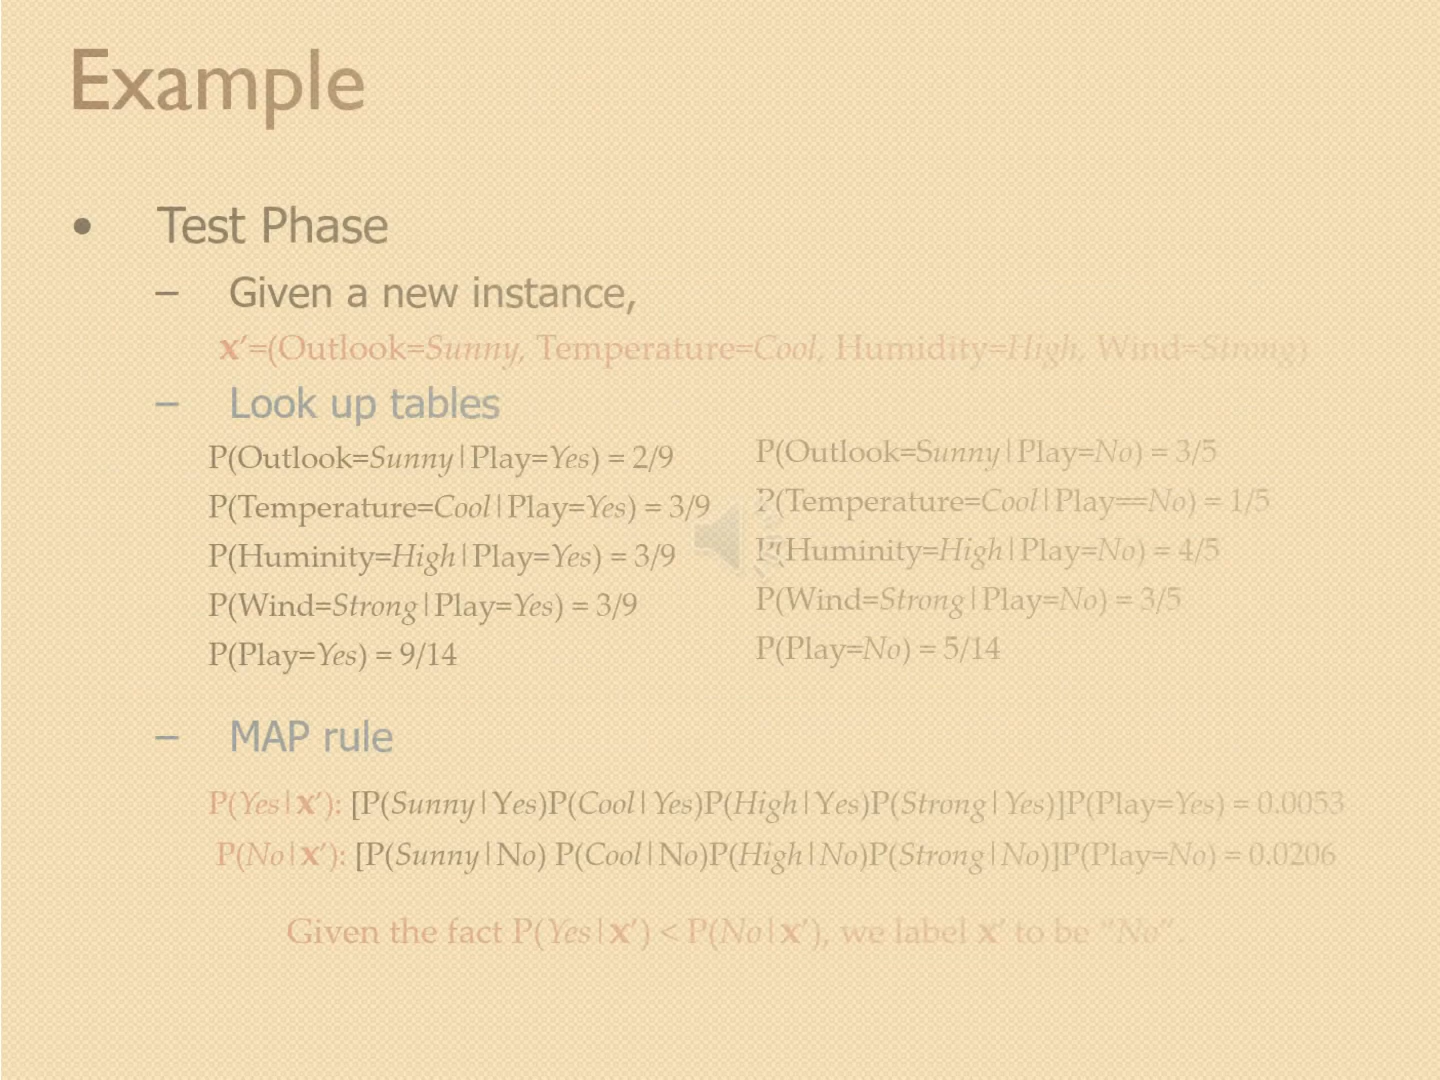 Example
• Test Phase
– Given a new instance,
x′=(Outlook=Sunny, Temperature=Cool, Humidity=High, Wind=Strong)
– Look up tables
P(Outlook=Sunny|Play=Yes) = 2/9
P(Temperature=Cool|Play=Yes) = 3/9
P(Huminity=High|Play=Yes) = 3/9
P(Wind=Strong|Play=Yes) = 3/9
P(Play=Yes) = 9/14
P(Outlook=Sunny|Play=No) = 3/5
P(Temperature=Cool|Play==No) = 1/5
P(Huminity=High|Play=No) = 4/5
P(Wind=Strong|Play=No) = 3/5
P(Play=No) = 5/14
– MAP rule
P(Yes|x′): [P(Sunny|Yes)P(Cool|Yes)P(High|Yes)P(Strong|Yes)]P(Play=Yes) = 0.0053
P(No|x′): [P(Sunny|No) P(Cool|No)P(High|No)P(Strong|No)]P(Play=No) = 0.0206
Given the fact P(Yes|x′) < P(No|x′), we label x′ to be “No”.